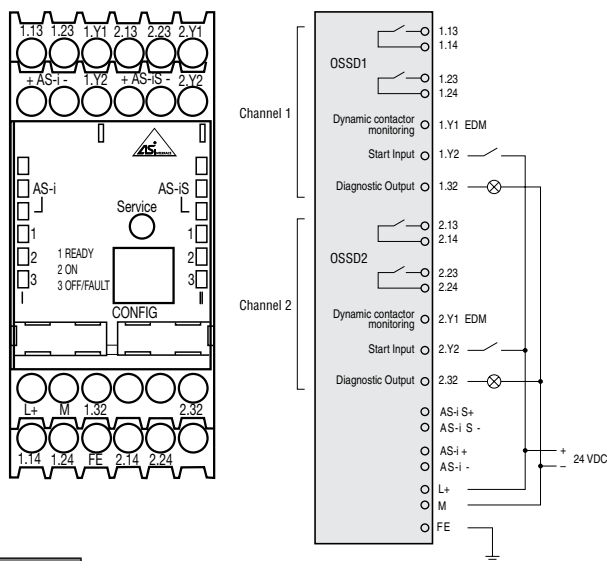 1.13 1.23 1.Y1 2.13 2.23 2.Y1
+ AS-i - 1.Y2 + AS-iS - 2.Y2
ASi
INTERFACE
AS-i AS-iS
Service
1 1
2 1 READY 2
2 ON
3 3 OFF/FAULT 3
I II
CONFIG
L+ M 1.32 2.32
1.14 1.24 FE 2.14 2.24
Channel 1
OSSD1
1.13
1.14
1.23
1.24
Dynamic contactor
monitoring 1.Y1 EDM
Start Input 1.Y2
Diagnostic Output 1.32
Channel 2
OSSD2
2.13
2.14
2.23
2.24
Dynamic contactor
monitoring 2.Y1 EDM
Start Input 2.Y2
Diagnostic Output 2.32
AS-i S+
AS-i S -
AS-i +
AS-i -
L+
M
FE
+
24 VDC
–